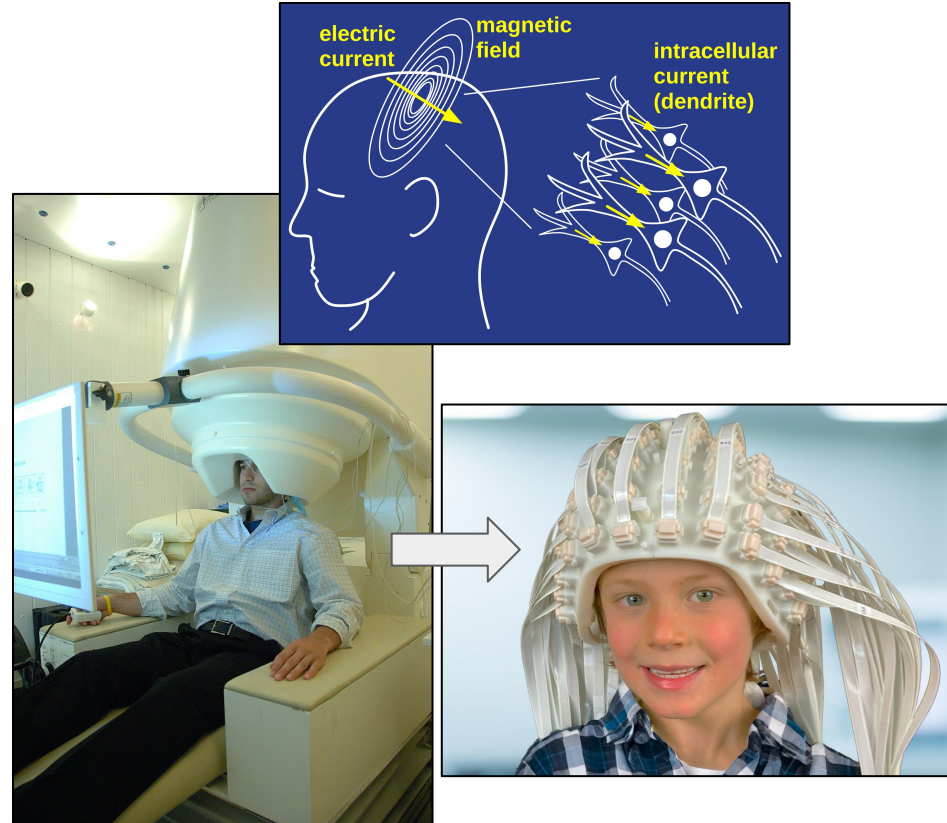 electric
current
magnetic
field
intracellular
current
(dendrite)